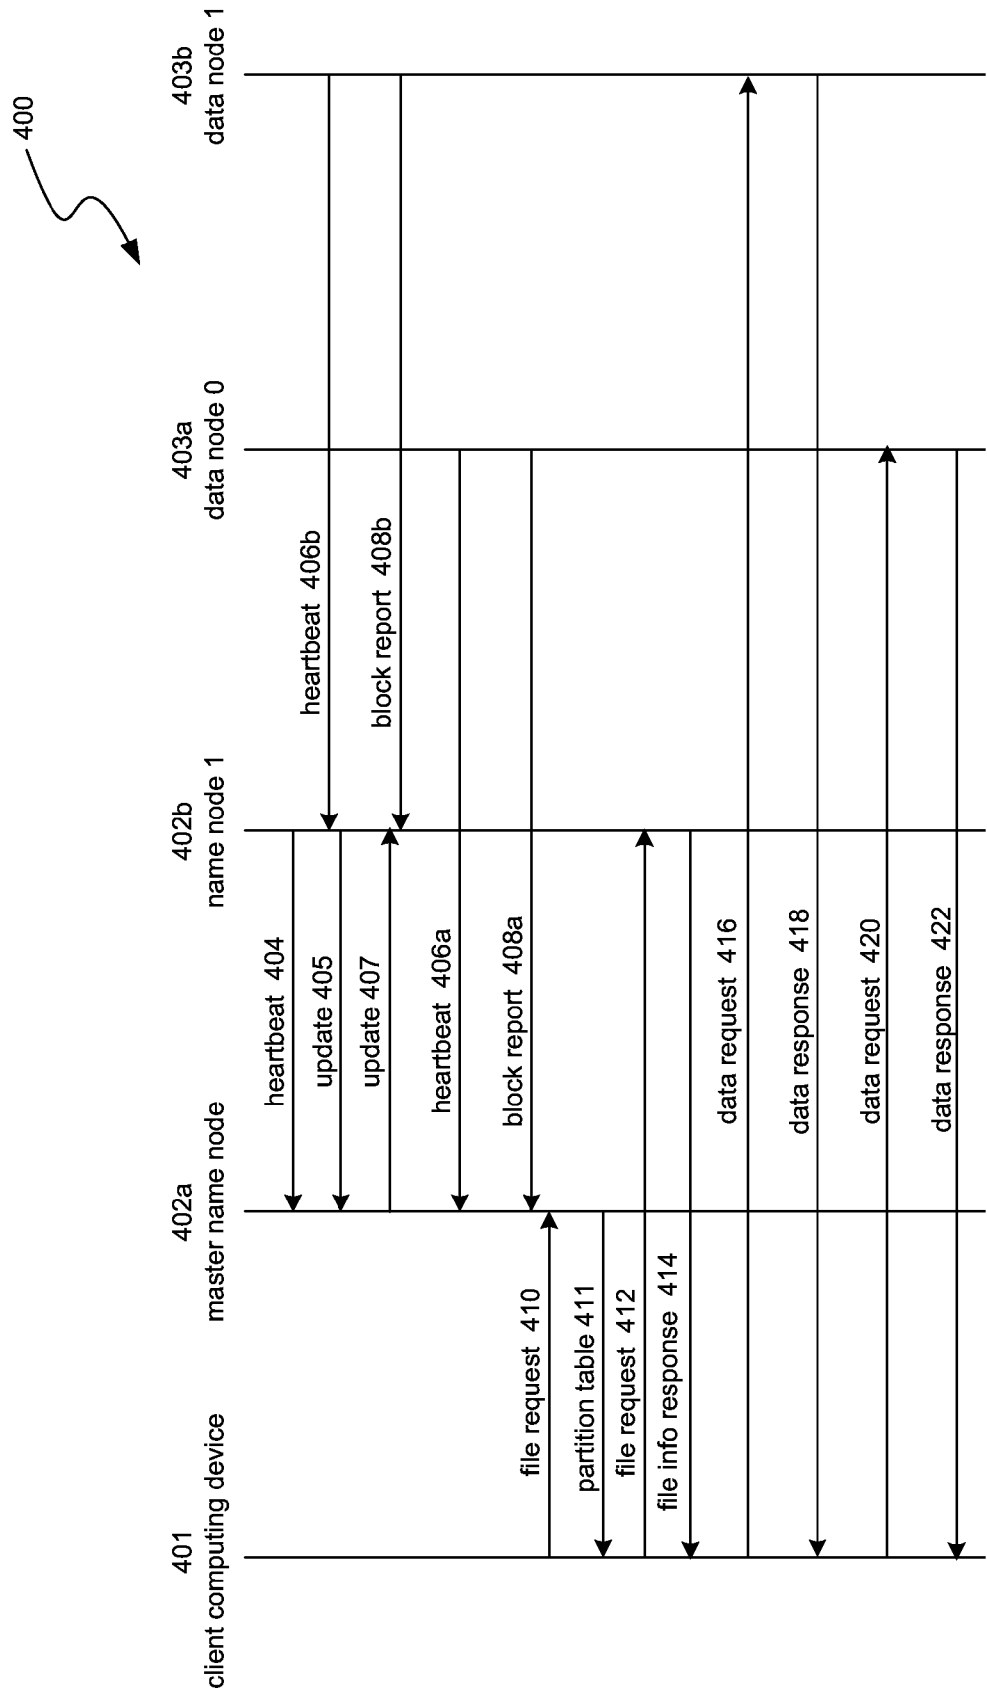 400
401
client computing device
402a
master name node
402b
name node 1
403a
data node 0
403b
data node 1
heartbeat 404
heartbeat 406b
update 405
update 407
block report 408b
heartbeat 406a
block report 408a
file request 410
partition table 411
file request 412
file info response 414
data request 416
data response 418
data request 420
data response 422